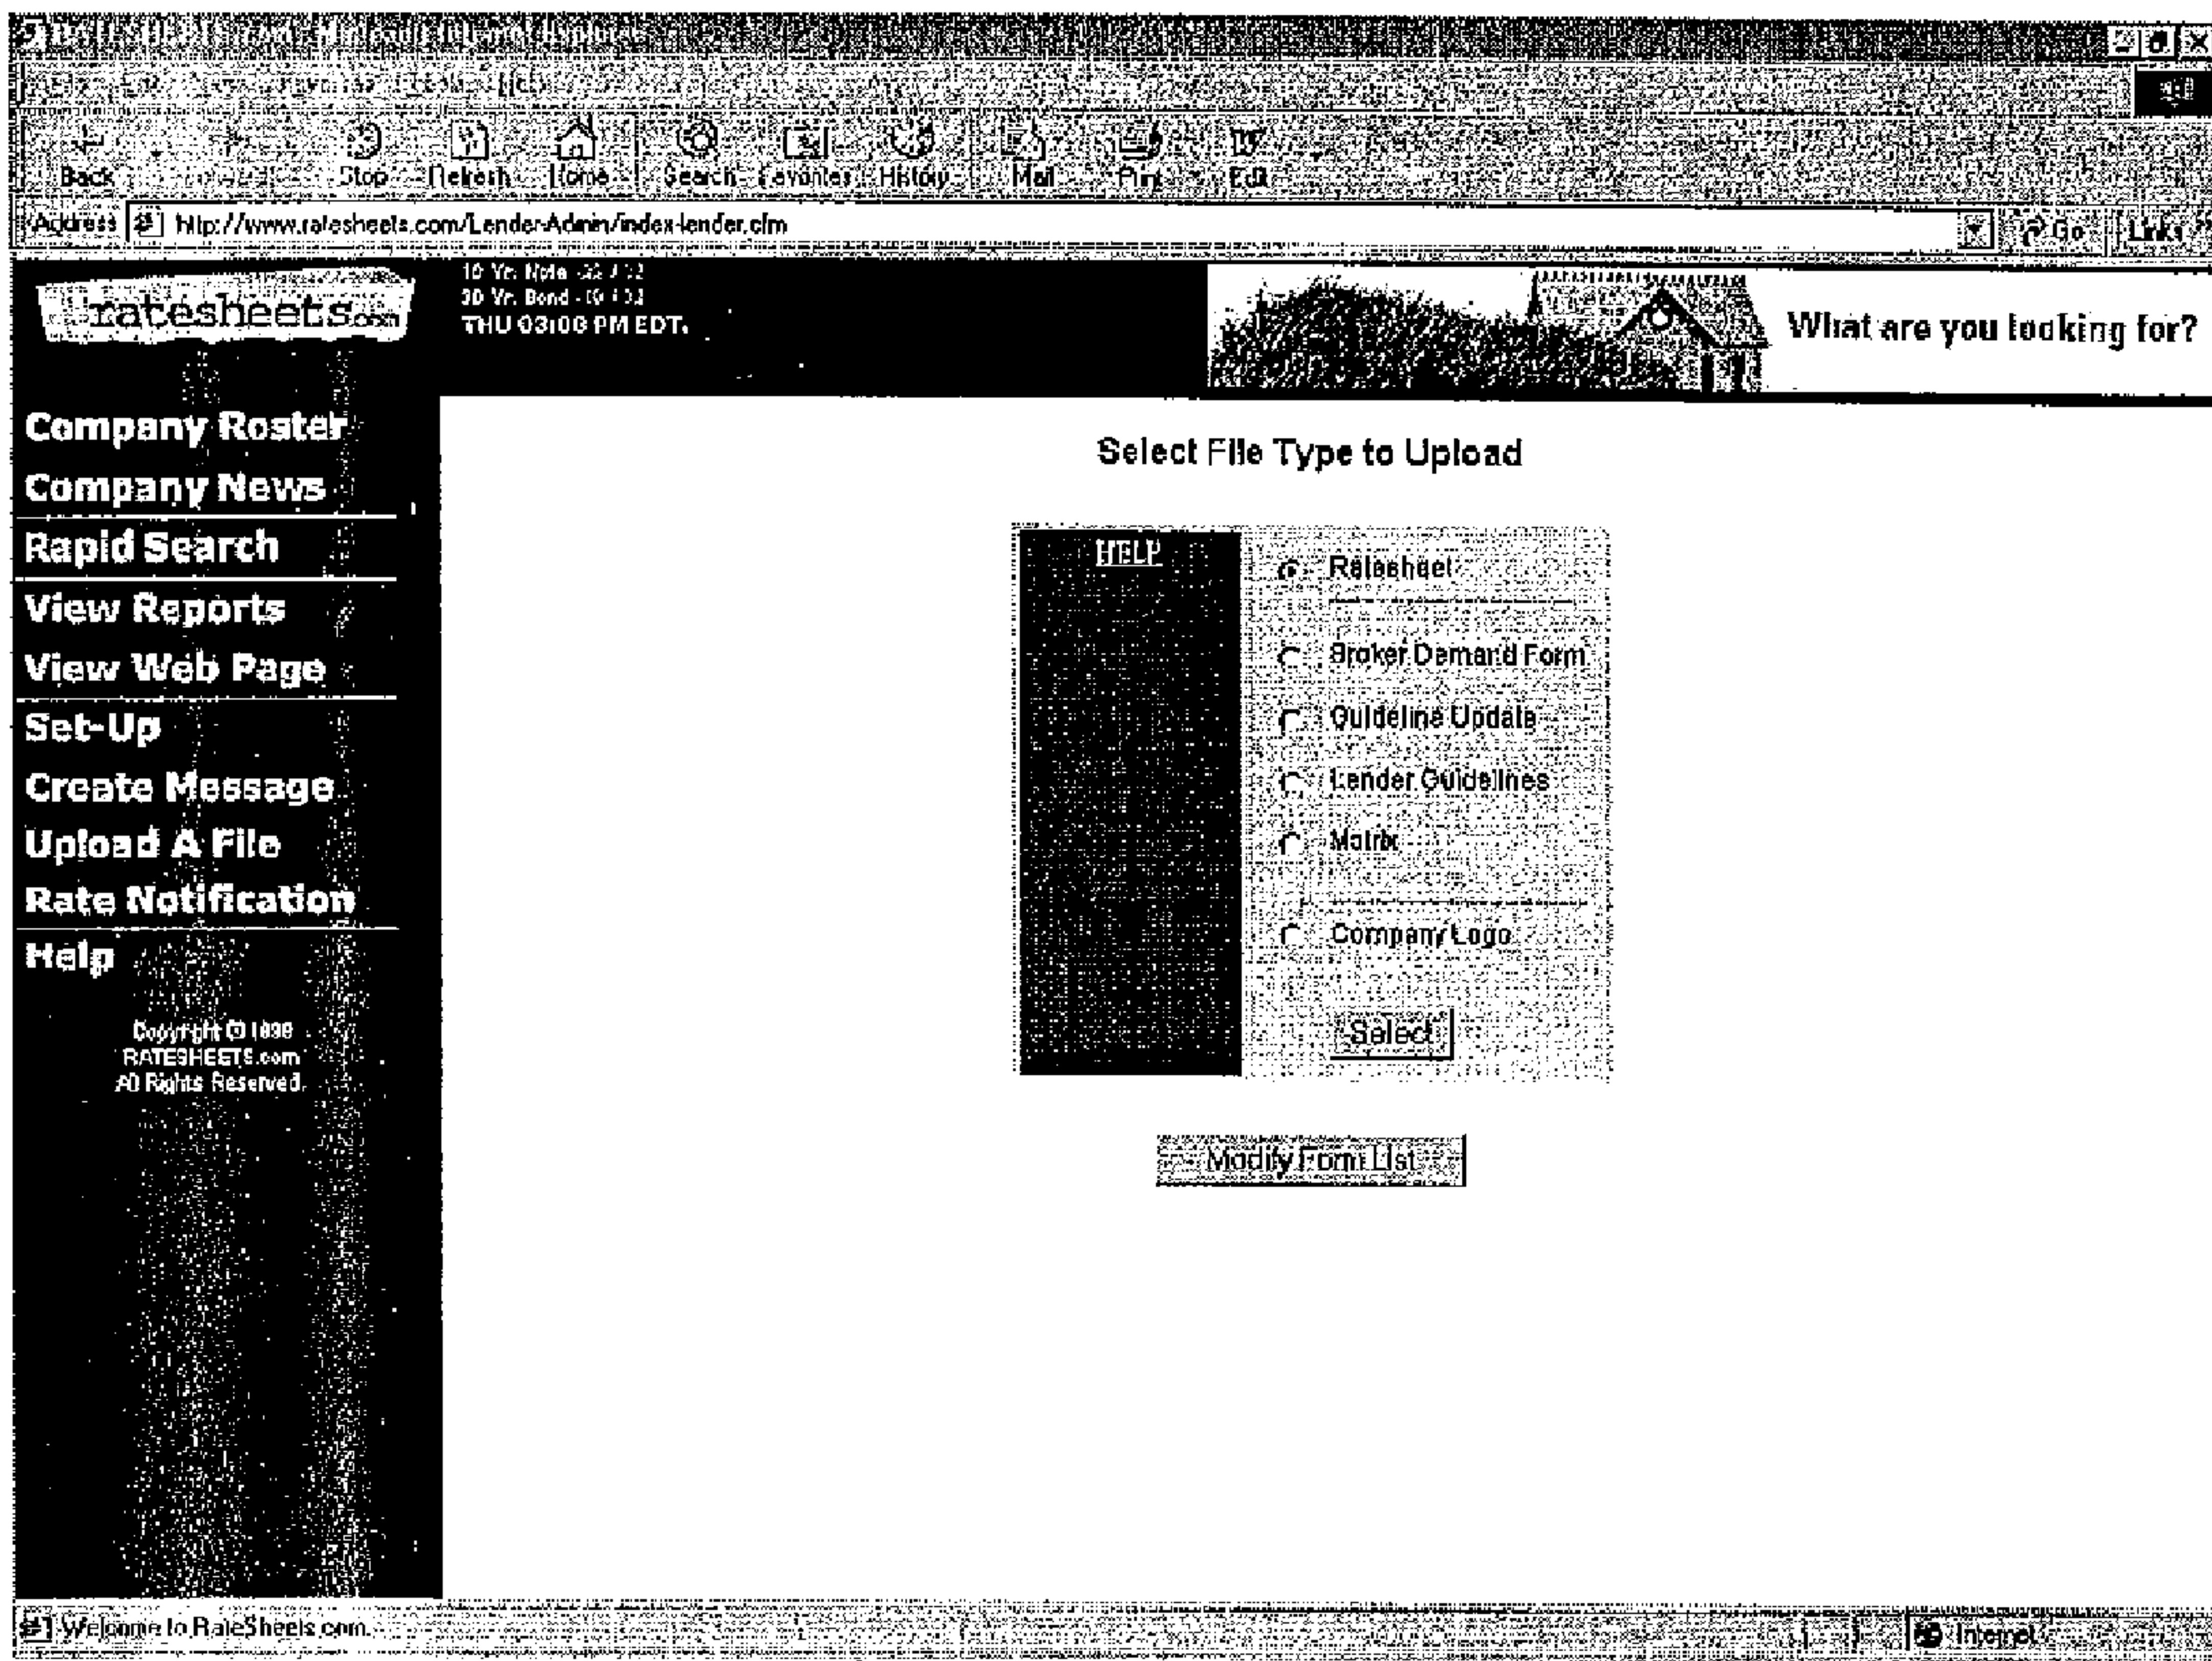 Back Stop Refresh Home Search Favorites History Mail Print Edit
Address http://www.ratesheets.com/Lender-Admin/index-lender.cfm Go Links
ratesheets.com
10 Yr. Note
30 Yr. Bond
THU 03:08 PM EDT.
What are you looking for?
Company Roster
Company News
Rapid Search
View Reports
View Web Page
Set-Up
Create Message
Upload A File
Rate Notification
Help
Copyright ©
RATESHEETS.com
All Rights Reserved.
Select File Type to Upload
HELP
Ratesheet
Broker Demand Form
Guideline Update
Lender Guidelines
Matrix
Company Logo
Select
Modify Form List
Welcome to RateSheets.com. Internet